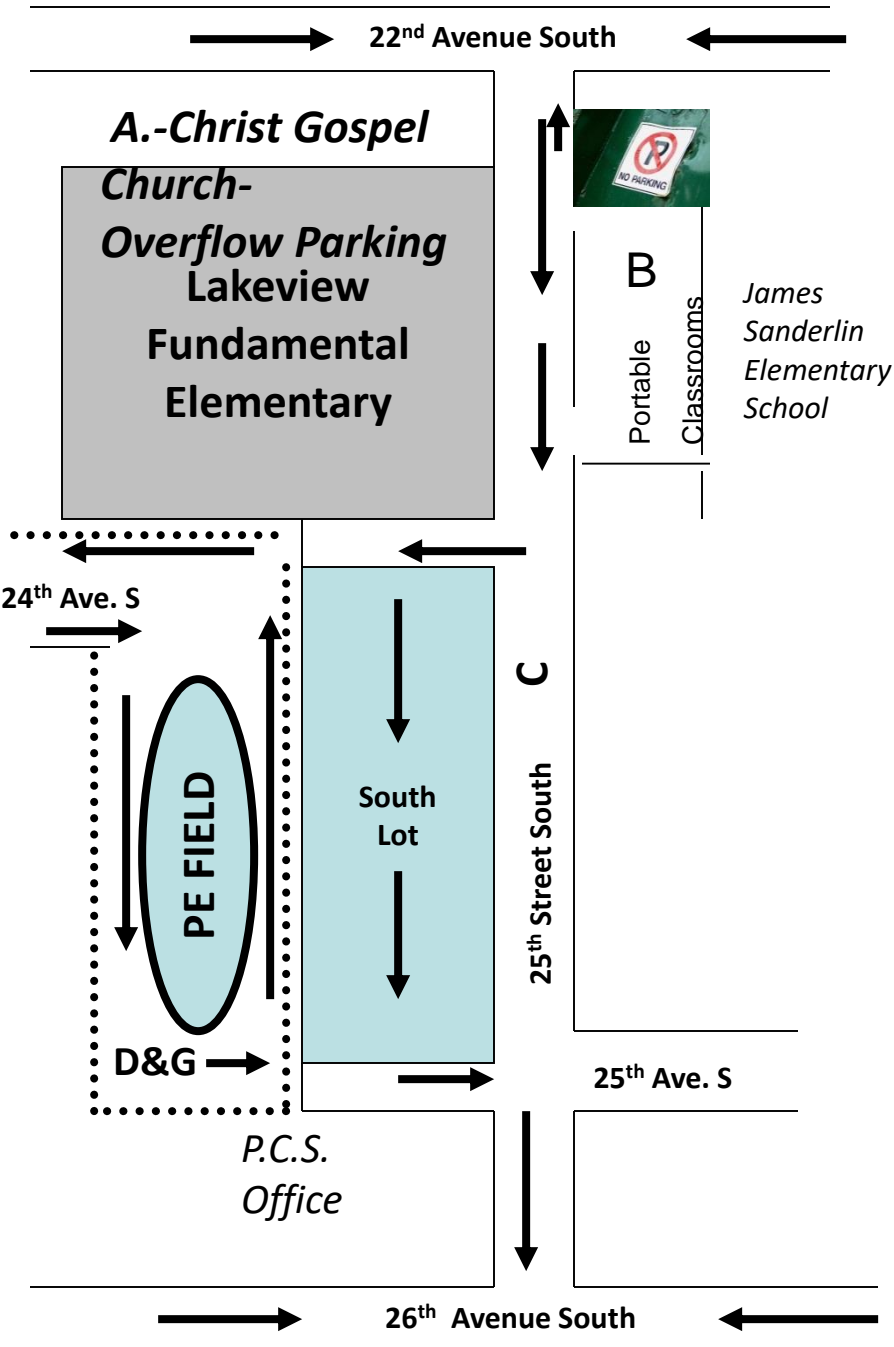 22nd Avenue South
A.-Christ Gospel
Church-
Overflow Parking
Lakeview
Fundamental
Elementary
P
NO PARKING
B
Portable
Classrooms
James
Sanderlin
Elementary
School
24th Ave. S
C
PE FIELD
South
Lot
25th Street South
D&G
25th Ave. S
P.C.S.
Office
26th Avenue South